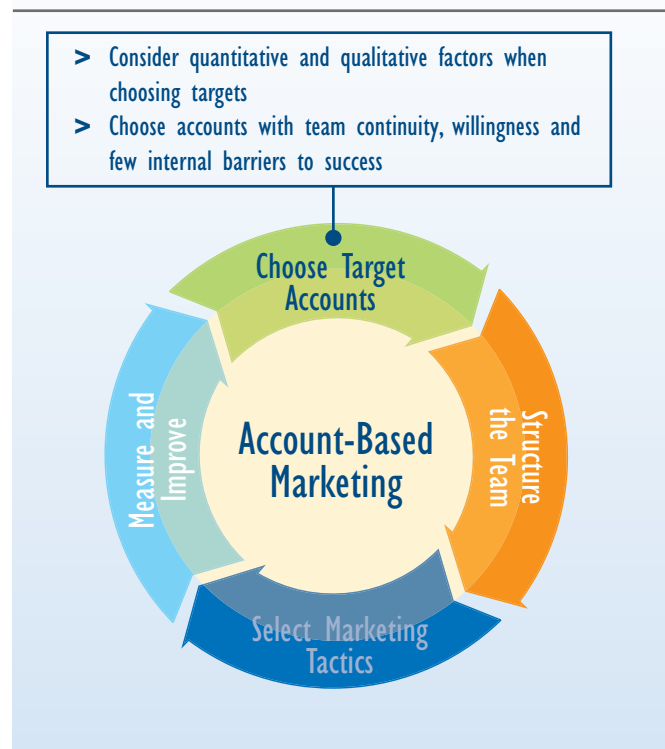 > Consider quantitative and qualitative factors when
choosing targets
> Choose accounts with team continuity, willingness and
few internal barriers to success
Choose Target
Accounts
Structure
the Team
Select Marketing
Tactics
Measure and
Improve
Account-Based
Marketing